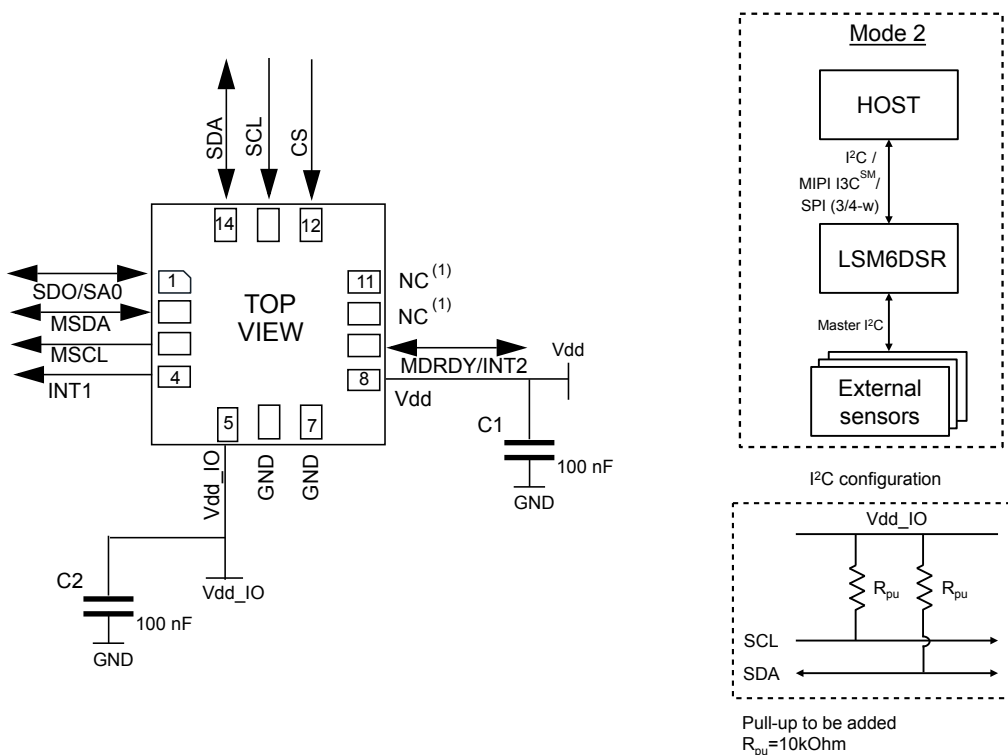 SDA
SCL
CS
14
12
1
SDO/SA0
MSDA
MSCL
4
INT1
TOP
VIEW
11
NC (1)
NC (1)
MDRDY/INT2
8
Vdd
Vdd
5
7
Vdd_IO
GND
GND
C1
100 nF
GND
C2
Vdd_IO
100 nF
GND
Mode 2
HOST
I²C /
MIPI I3C SM/
SPI (3/4-w)
LSM6DSR
Master I²C
External
sensors
I²C configuration
Vdd_IO
Rpu
Rpu
SCL
SDA
Pull-up to be added
Rpu=10kOhm